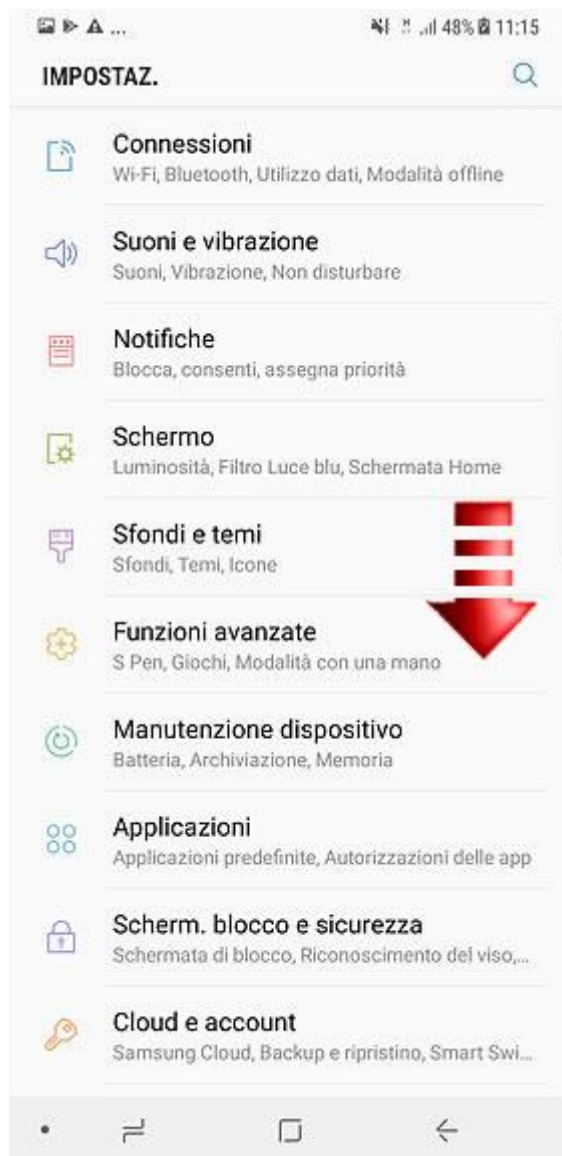 ... 48% 11:15
IMPOSTAZ.
Connessioni
Wi-Fi, Bluetooth, Utilizzo dati, Modalità offline
Suoni e vibrazione
Suoni, Vibrazione, Non disturbare
Notifiche
Blocca, consenti, assegna priorità
Schermo
Luminosità, Filtro Luce blu, Schermata Home
Sfondi e temi
Sfondi, Temi, Icone
Funzioni avanzate
S Pen, Giochi, Modalità con una mano
Manutenzione dispositivo
Batteria, Archiviazione, Memoria
Applicazioni
Applicazioni predefinite, Autorizzazioni delle app
Scherm. blocco e sicurezza
Schermata di blocco, Riconoscimento del viso,...
Cloud e account
Samsung Cloud, Backup e ripristino, Smart Swi...